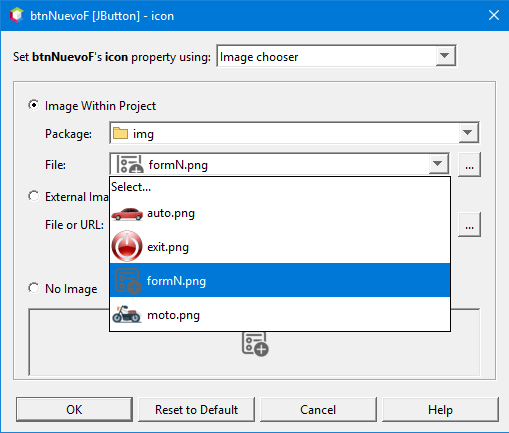 btnNuevoF [JButton] - icon
Set btnNuevoF's icon property using: Image chooser
Image Within Project
Package: img
File: formN.png ...
Select...
External Ima
auto.png
File or URL: ...
exit.png
formN.png
No Image
moto.png
OK Reset to Default Cancel Help